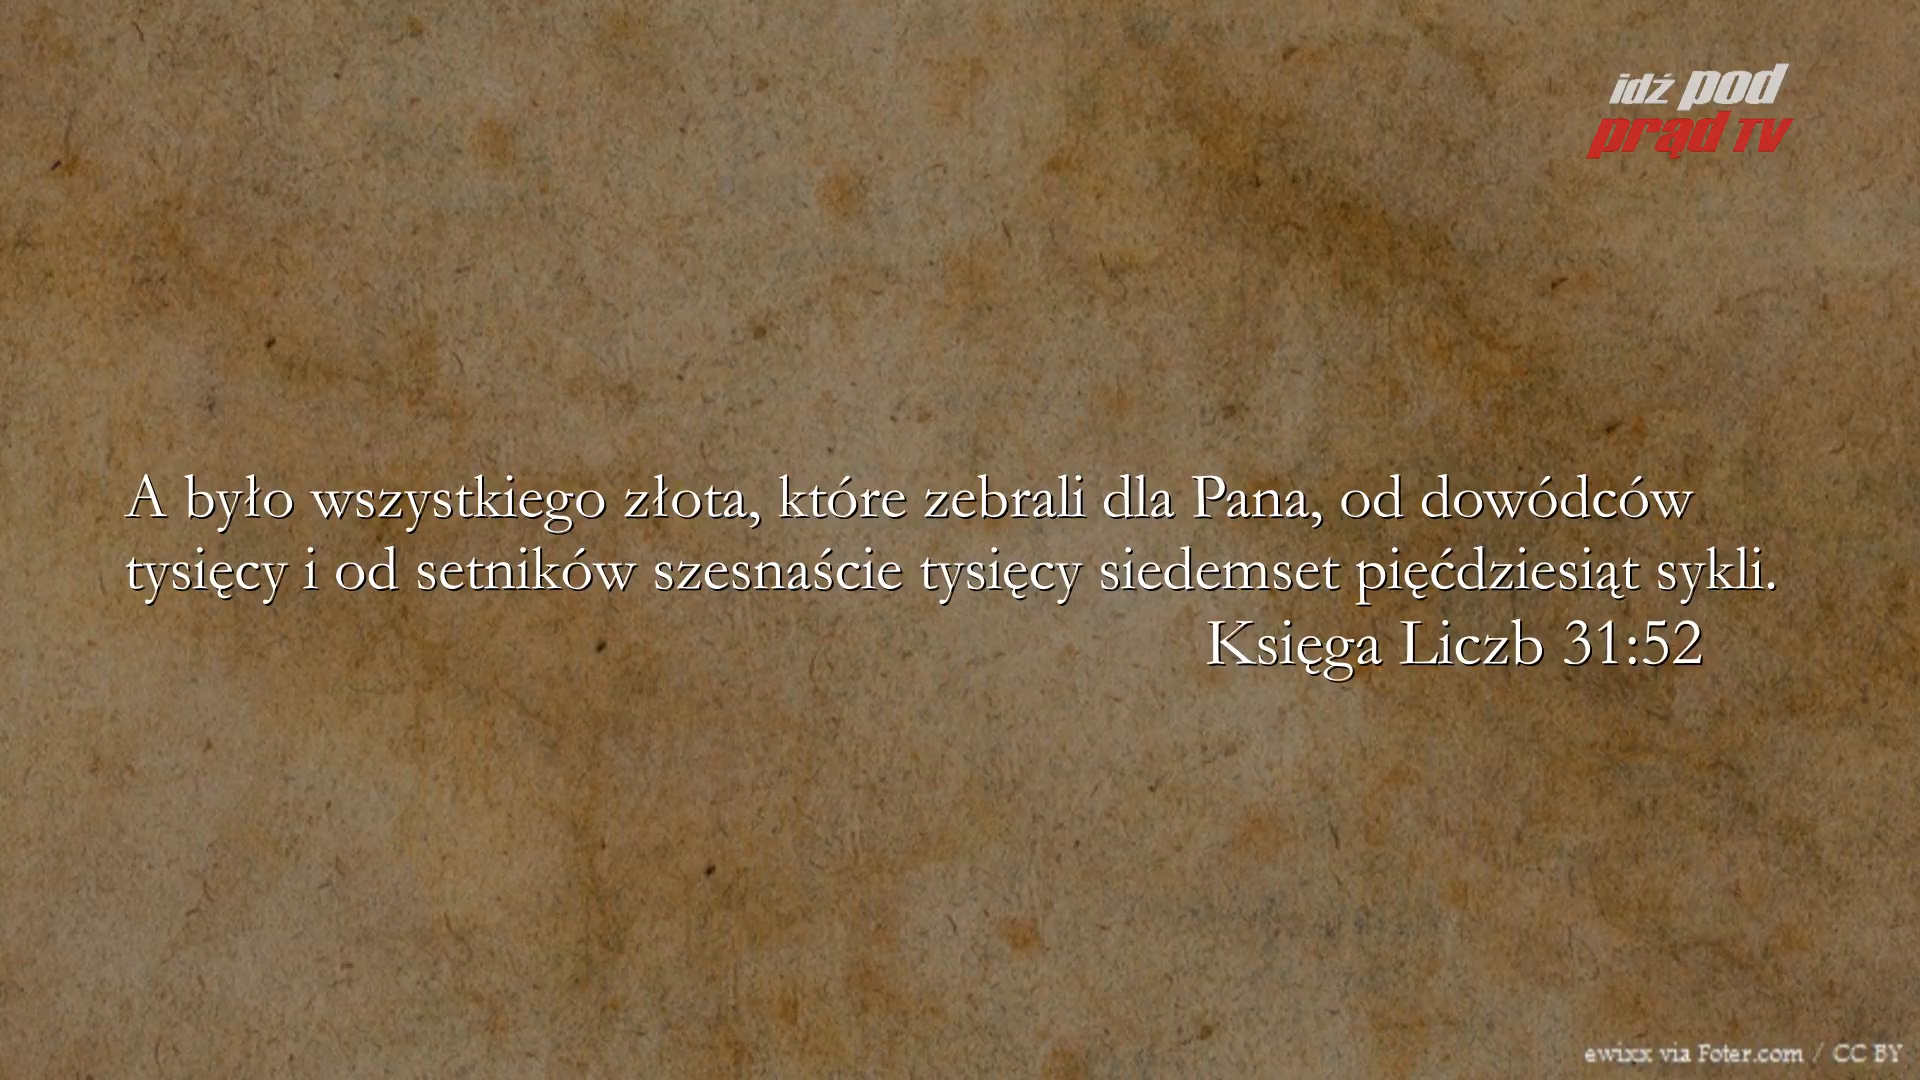 idź pod
prąd TV
A było wszystkiego złota, które zebrali dla Pana, od dowódców
tysięcy i od setników szesnaście tysięcy siedemset pięćdziesiąt sykli.
Księga Liczb 31:52
ewixx via Foter.com / CC BY